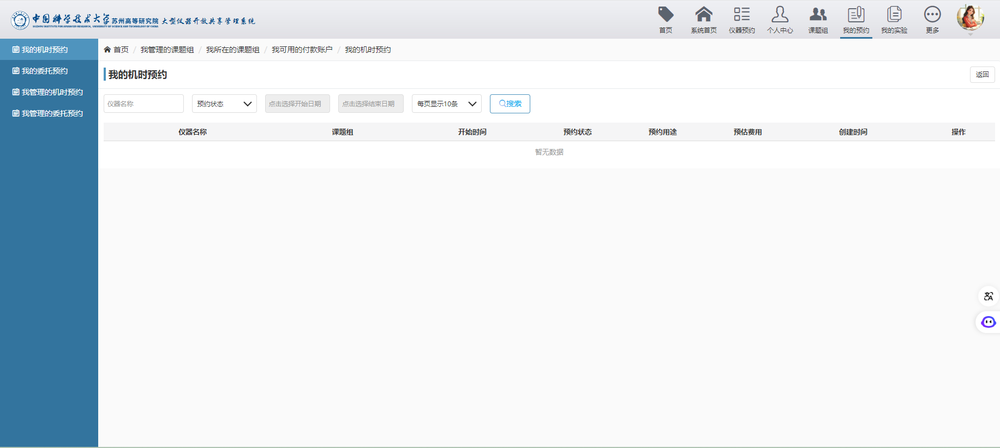 中国科学技术大学苏州高等研究院 大型仪器开放共享管理系统
SUZHOU INSTITUTE FOR ADVANCED RESEARCH, UNIVERSITY OF SCIENCE AND TECHNOLOGY OF CHINA
首页 系统首页 仪器预约 个人中心 课题组 我的预约 我的实验 更多
我的机时预约
我的委托预约
我管理的机时预约
我管理的委托预约
首页 / 我管理的课题组 / 我所在的课题组 / 我可用的付款账户 / 我的机时预约
我的机时预约 返回
仪器名称 预约状态 点击选择开始日期 点击选择结束日期 每页显示10条 搜索
仪器名称 课题组 开始时间 预约状态 预约用途 预估费用 创建时间 操作
暂无数据